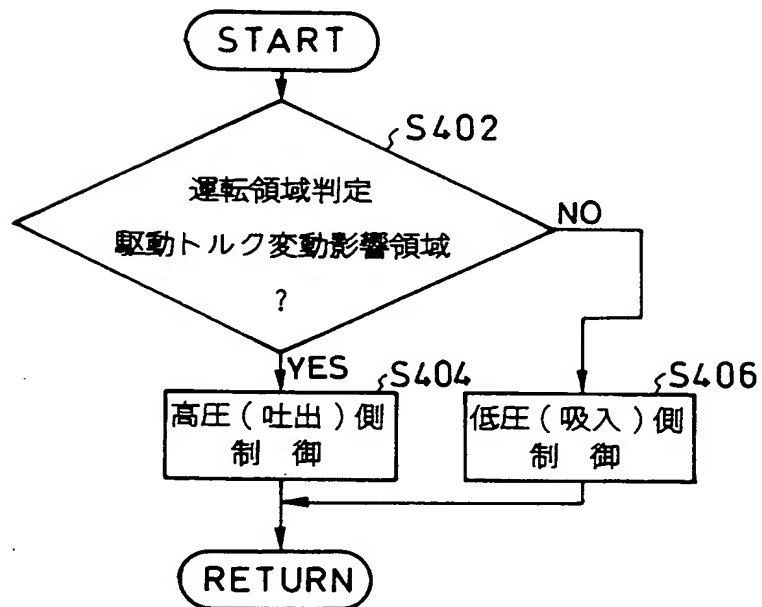 START
S402
運転領域判定
駆動トルク変動影響領域
?
NO
YES
S404
高圧(吐出)側
制御
S406
低圧(吸入)側
制御
RETURN